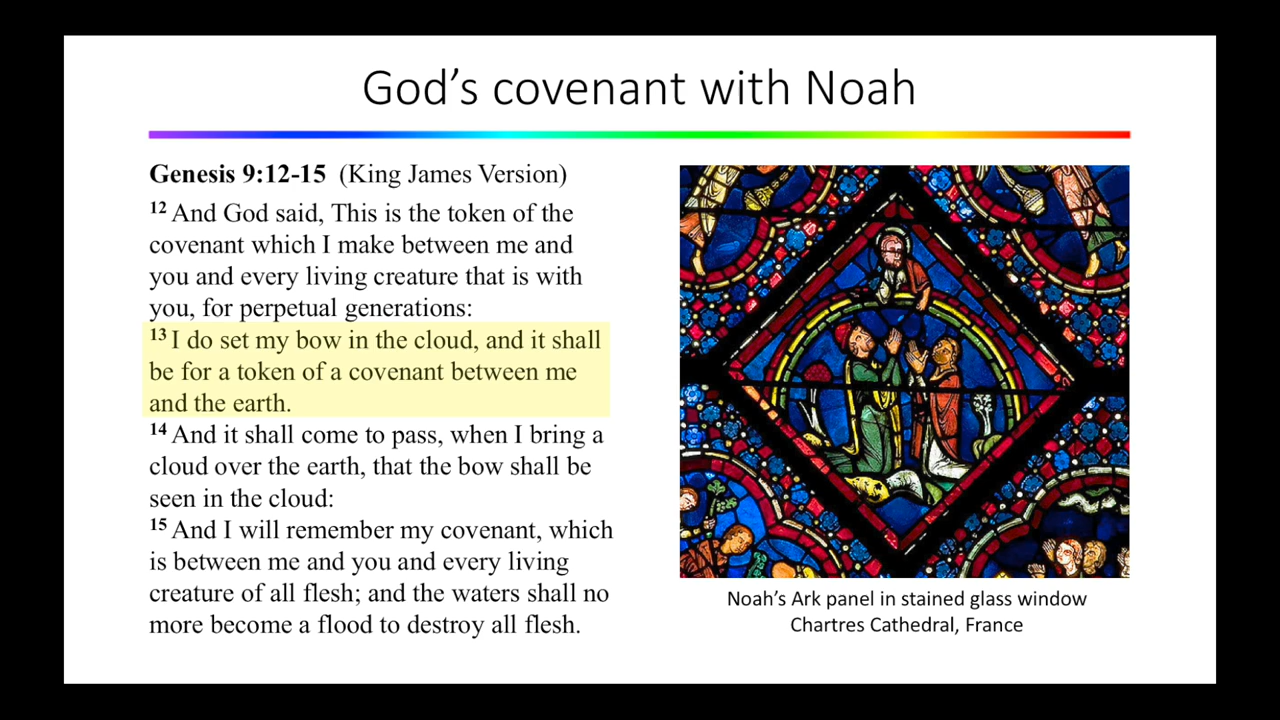 God’s covenant with Noah
Genesis 9:12-15 (King James Version)
12 And God said, This is the token of the
covenant which I make between me and
you and every living creature that is with
you, for perpetual generations:
13 I do set my bow in the cloud, and it shall
be for a token of a covenant between me
and the earth.
14 And it shall come to pass, when I bring a
cloud over the earth, that the bow shall be
seen in the cloud:
15 And I will remember my covenant, which
is between me and you and every living
creature of all flesh; and the waters shall no
more become a flood to destroy all flesh.
Noah’s Ark panel in stained glass window
Chartres Cathedral, France